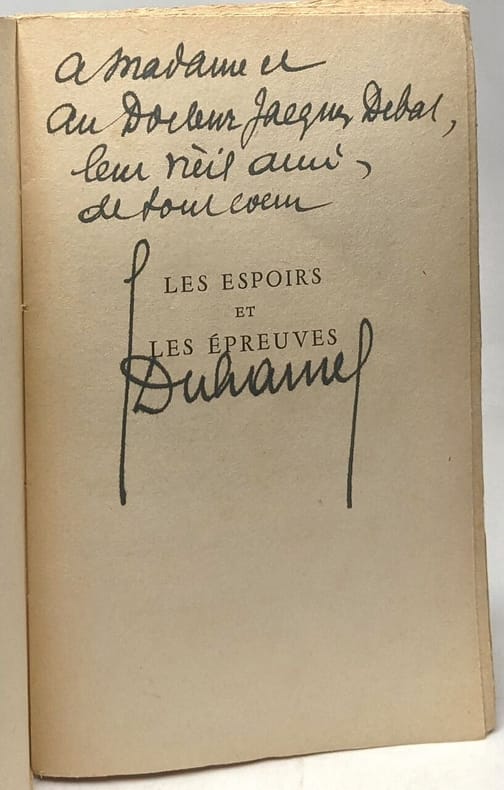 a Madame et
au Docteur Jacques Debat,
leur vieil ami,
de tout coeur
LES ESPOIRS
ET
LES ÉPREUVES
Duhamel